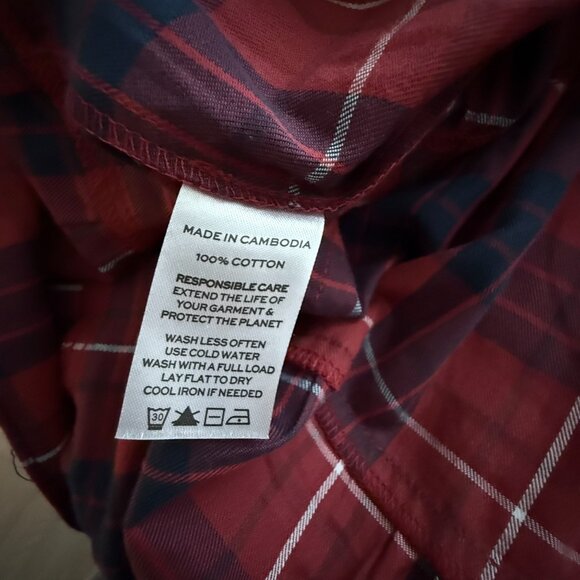 MADE IN CAMBODIA
100% COTTON
RESPONSIBLE CARE
EXTEND THE LIFE OF
YOUR GARMENT &
PROTECT THE PLANET
WASH LESS OFTEN
USE COLD WATER
WASH WITH A FULL LOAD
LAY FLAT TO DRY
COOL IRON IF NEEDED
30